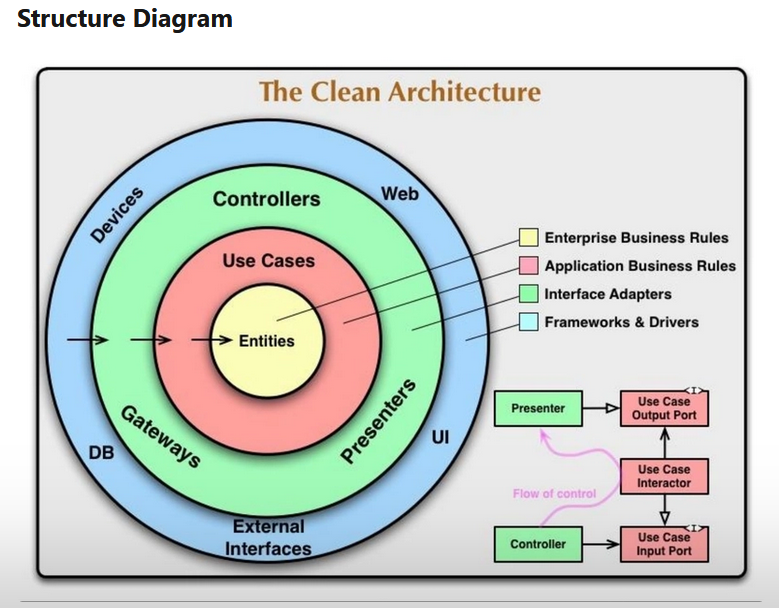 Structure Diagram
The Clean Architecture
Devices
Web
Controllers
Use Cases
Entities
Gateways
Presenters
DB
UI
External
Interfaces
Enterprise Business Rules
Application Business Rules
Interface Adapters
Frameworks & Drivers
Presenter
<I>
Use Case
Output Port
Use Case
Interactor
Flow of control
Controller
<I>
Use Case
Input Port